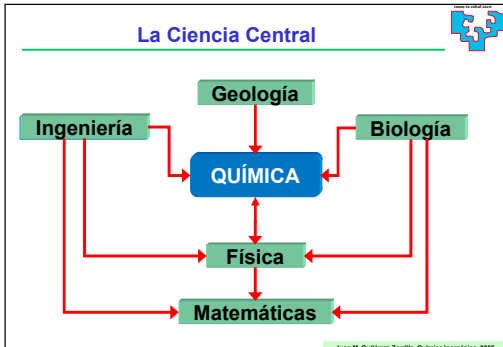 La Ciencia Central
Geología
Ingeniería
Biología
QUÍMICA
Física
Matemáticas